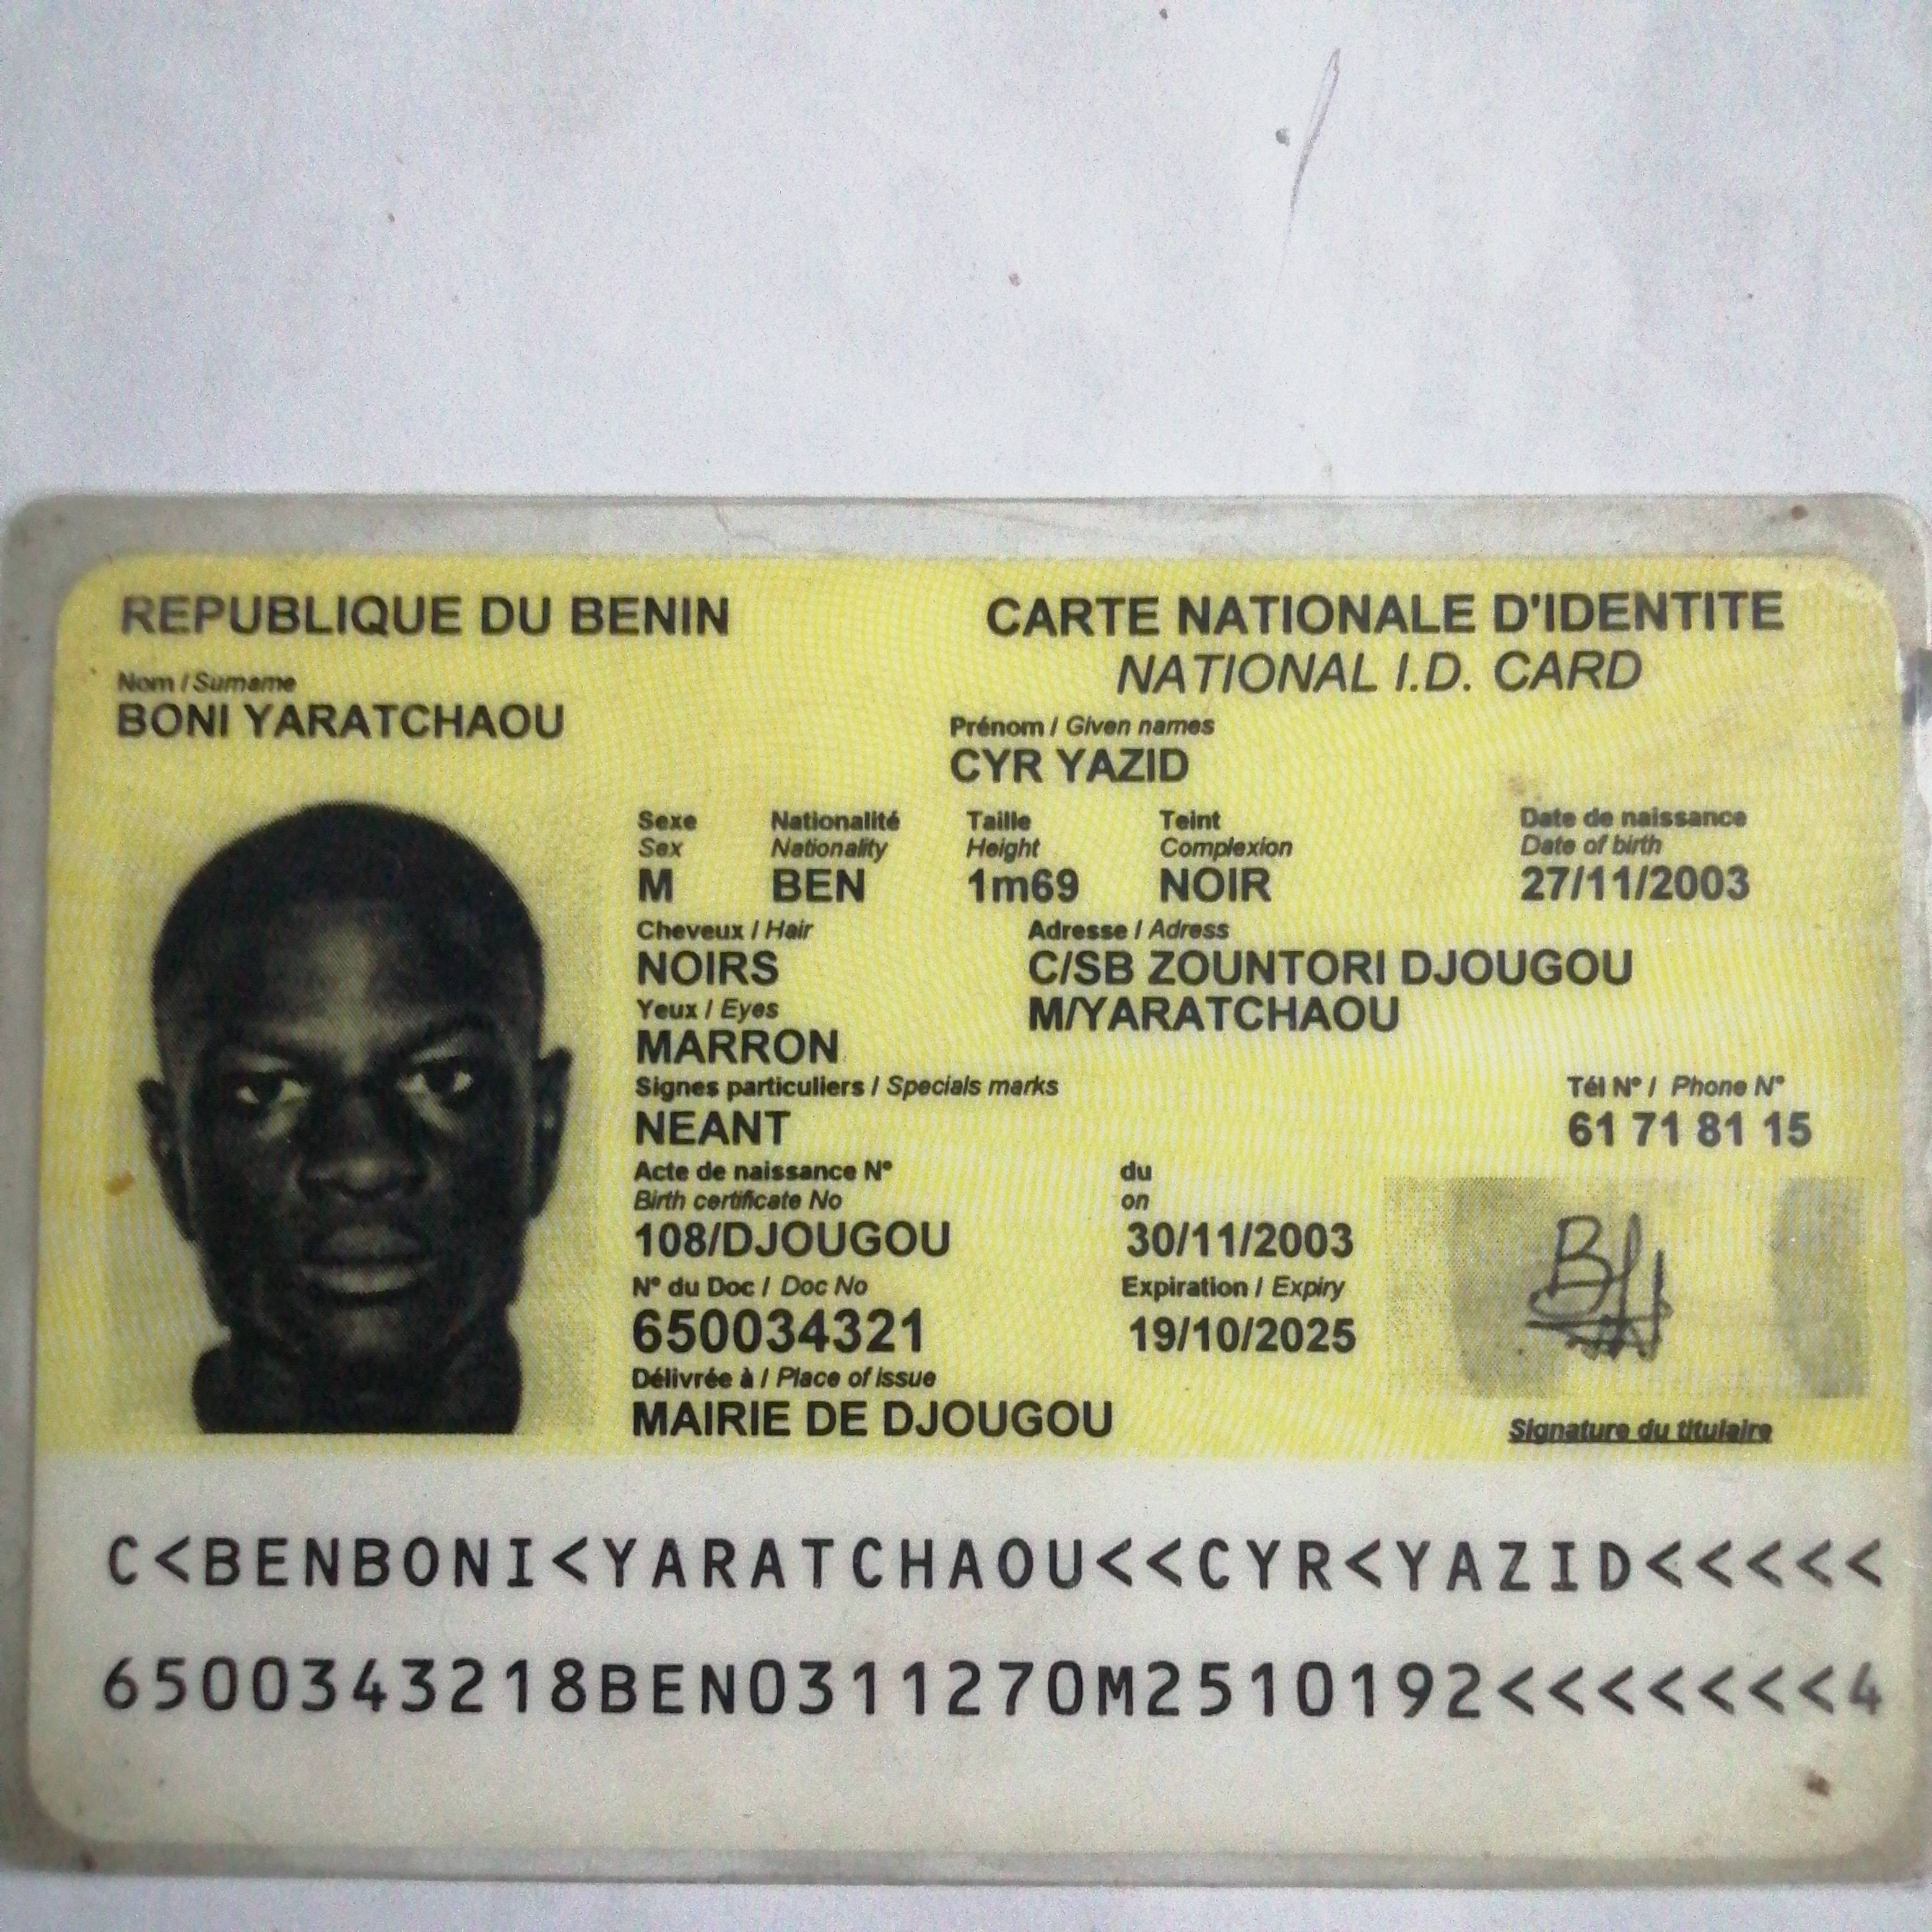 REPUBLIQUE DU BENIN
CARTE NATIONALE D'IDENTITE
NATIONAL I.D. CARD
Nom / Surname
BONI YARATCHAOU
Prénom / Given names
CYR YAZID
Sexe Nationalité Taille Teint Date de naissance
Sex Nationality Height Complexion Date of birth
M BEN 1m69 NOIR 27/11/2003
Cheveux / Hair Adresse / Adress
NOIRS C/SB ZOUNTORI DJOUGOU
Yeux / Eyes M/YARATCHAOU
MARRON
Signes particuliers / Specials marks Tél N° / Phone N°
NEANT 61 71 81 15
Acte de naissance N° du
Birth certificate No on
108/DJOUGOU 30/11/2003
N° du Doc / Doc No Expiration / Expiry
650034321 19/10/2025
Délivrée à / Place of issue
MAIRIE DE DJOUGOU
Signature du titulaire
C<BENBONI<YARATCHAOU<<CYR<YAZID<<<<<
6500343218BEN0311270M2510192<<<<<<<4